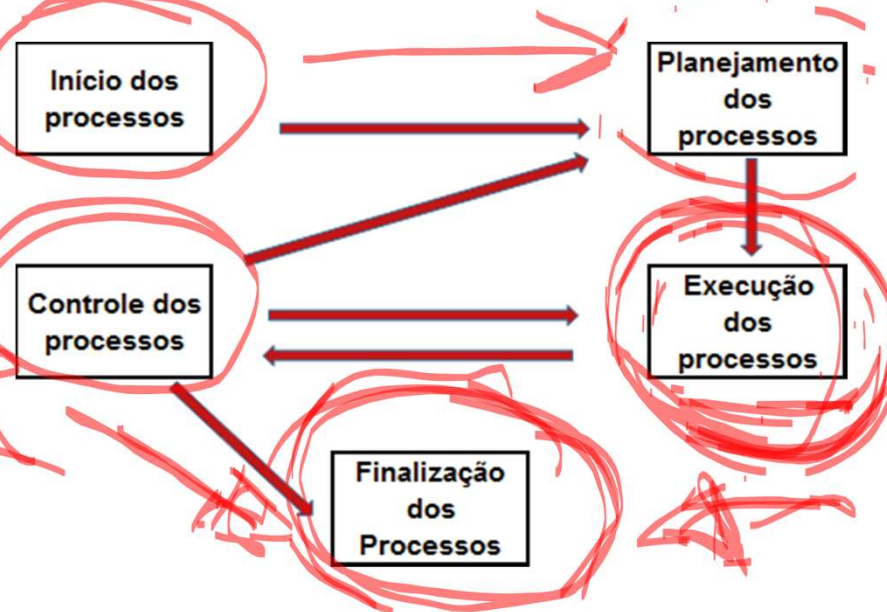 Início dos
processos
Planejamento
dos
processos
Controle dos
processos
Execução
dos
processos
Finalização
dos
Processos